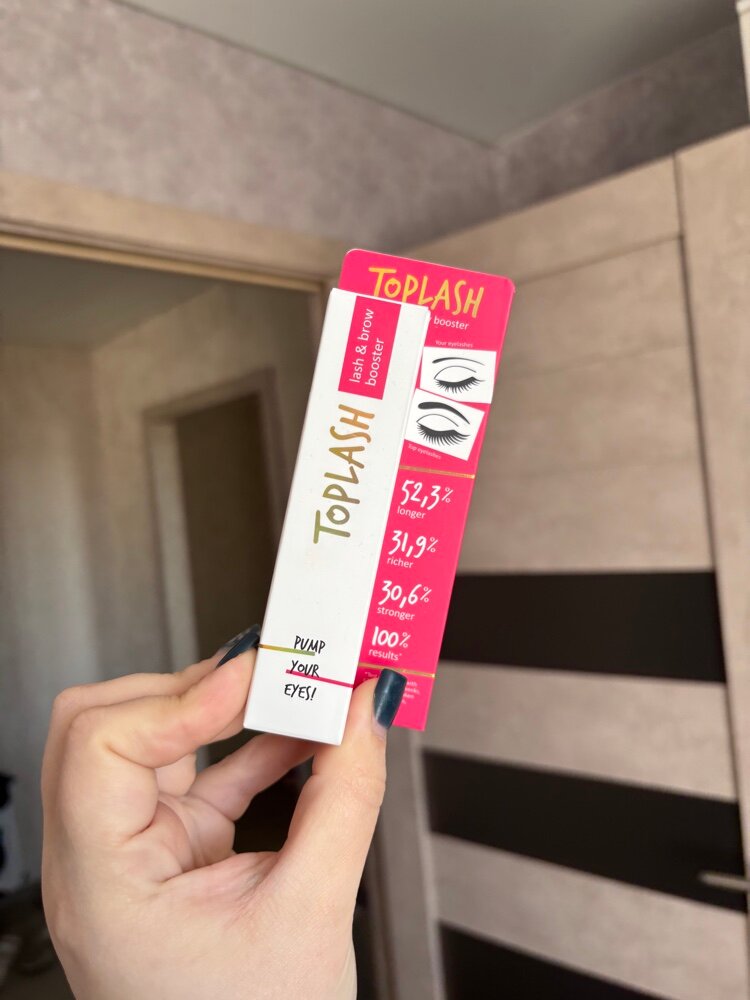 TOPLASH
booster
Your eyelashes
Top eyelashes
52,3%
longer
31,9%
richer
30,6%
stronger
100%
results*
lash & brow
booster
TOPLASH
PUMP
YOUR
EYES!